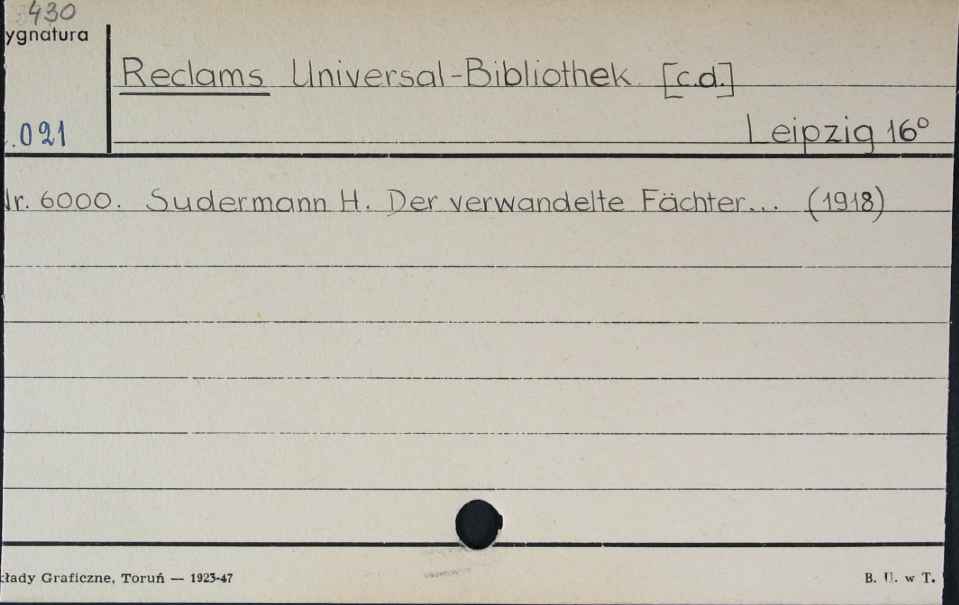 430
ygnatura
Reclams Universal-Bibliothek [c.d.]
.021
Leipzig 16°
Nr. 6000. Sudermann H. Der verwandelte Fächter... (1918)
kłady Graficzne, Toruń — 1923-47
B. U. w T.